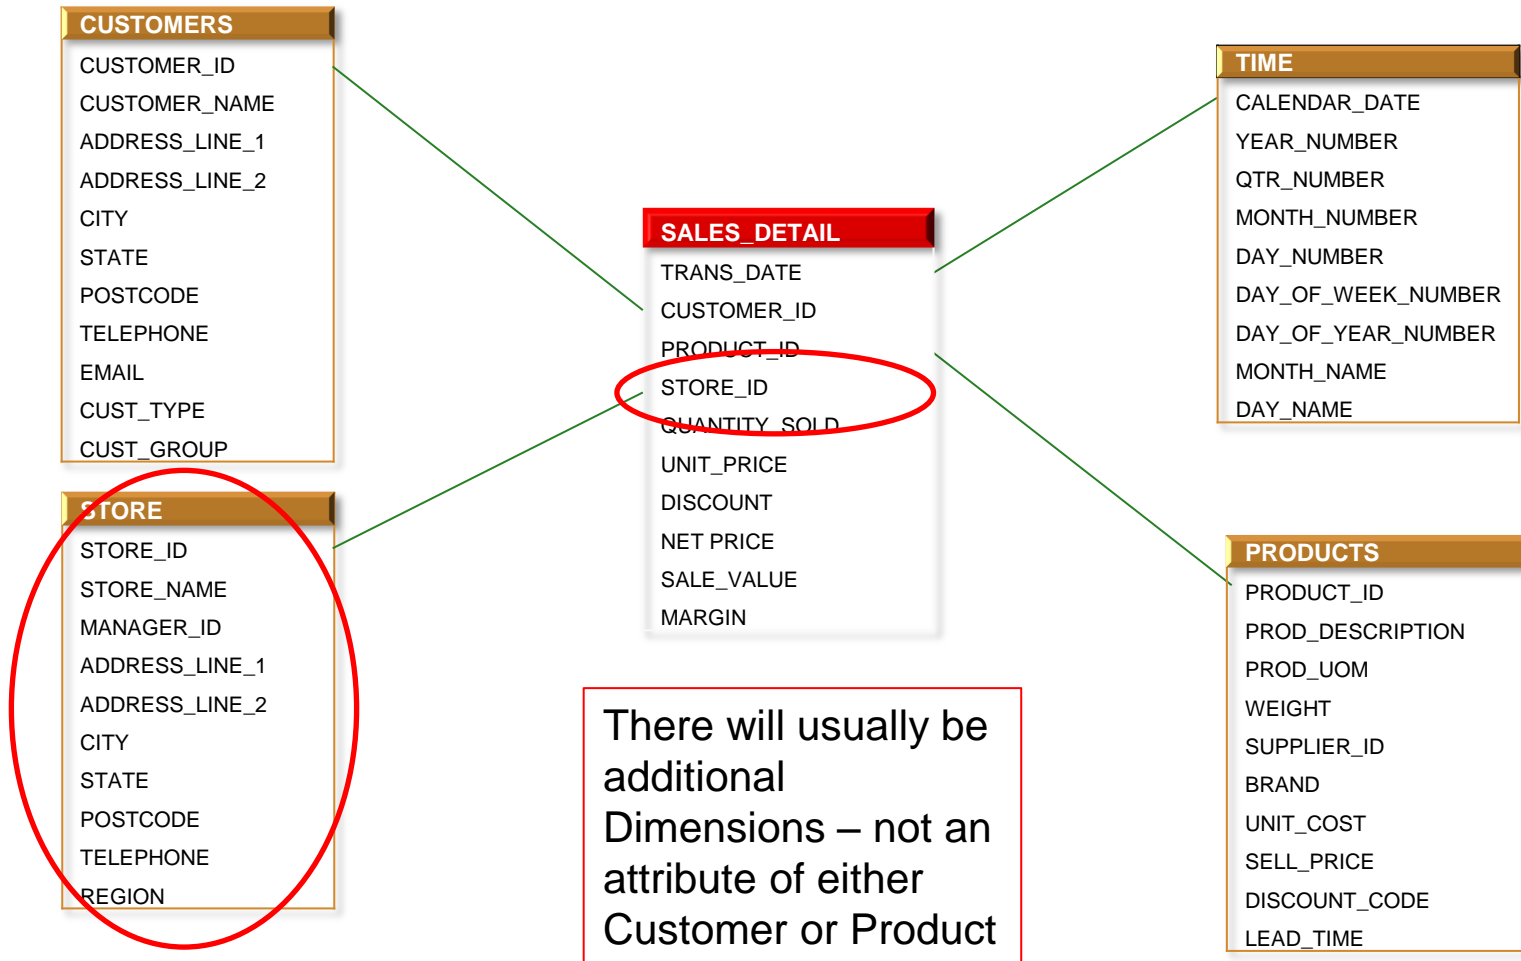 CUSTOMERS
CUSTOMER_ID
CUSTOMER_NAME
ADDRESS_LINE_1
ADDRESS_LINE_2
CITY
STATE
POSTCODE
TELEPHONE
EMAIL
CUST_TYPE
CUST_GROUP
STORE
STORE_ID
STORE_NAME
MANAGER_ID
ADDRESS_LINE_1
ADDRESS_LINE_2
CITY
STATE
POSTCODE
TELEPHONE
REGION
SALES_DETAIL
TRANS_DATE
CUSTOMER_ID
PRODUCT_ID
STORE_ID
QUANTITY_SOLD
UNIT_PRICE
DISCOUNT
NET PRICE
SALE_VALUE
MARGIN
There will usually be
additional
Dimensions – not an
attribute of either
Customer or Product
TIME
CALENDAR_DATE
YEAR_NUMBER
QTR_NUMBER
MONTH_NUMBER
DAY_NUMBER
DAY_OF_WEEK_NUMBER
DAY_OF_YEAR_NUMBER
MONTH_NAME
DAY_NAME
PRODUCTS
PRODUCT_ID
PROD_DESCRIPTION
PROD_UOM
WEIGHT
SUPPLIER_ID
BRAND
UNIT_COST
SELL_PRICE
DISCOUNT_CODE
LEAD_TIME